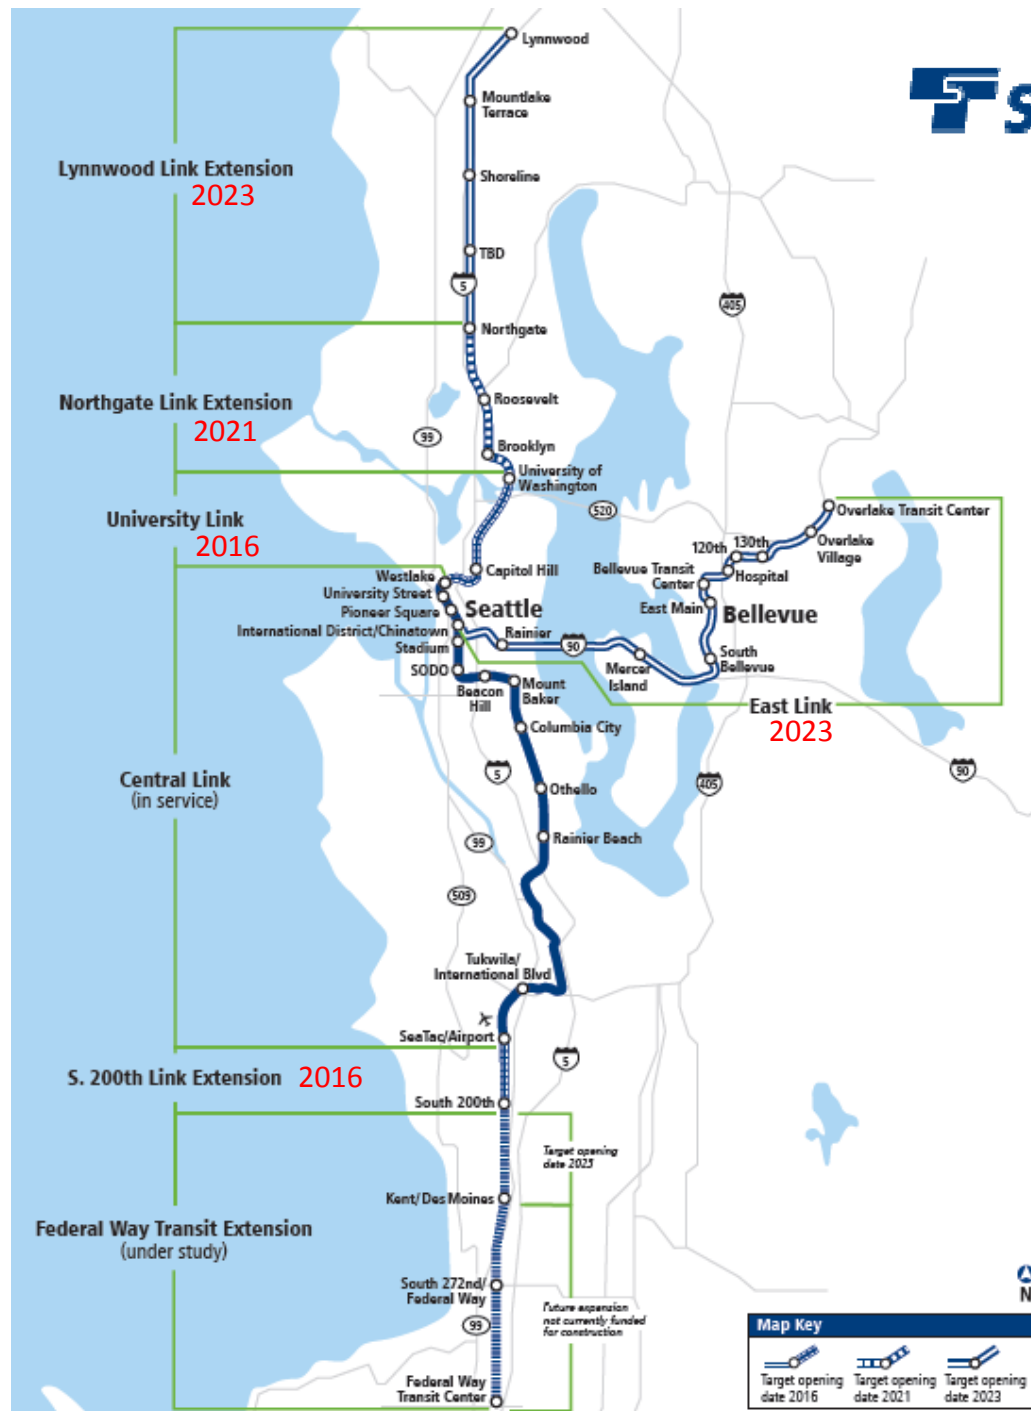 Lynnwood
Mountlake
Terrace
S
Lynnwood Link Extension
2023
Shoreline
TBD
5
405
Northgate
Northgate Link Extension
2021
Roosevelt
99
Brooklyn
University of
Washington
University Link
2016
520
Overlake Transit Center
Overlake
Village
130th
120th
Hospital
Bellevue Transit
Center
East Main
Bellevue
South
Bellevue
Capitol Hill
Westlake
University Street
Seattle
Pioneer Square
International District/Chinatown
Stadium
Rainier
90
Mercer
Island
SODO
Beacon
Hill
Mount
Baker
East Link
2023
Columbia City
Central Link
(in service)
5
405
90
Othello
99
Rainier Beach
509
Tukwila/
International Blvd
SeaTac/Airport
5
S. 200th Link Extension 2016
South 200th
Target opening
date 2023
Kent/Des Moines
Federal Way Transit Extension
(under study)
South 272nd/
Federal Way
99
Future expansion
not currently funded
for construction
Federal Way
Transit Center
N
Map Key
Target opening
date 2016
Target opening
date 2021
Target opening
date 2023